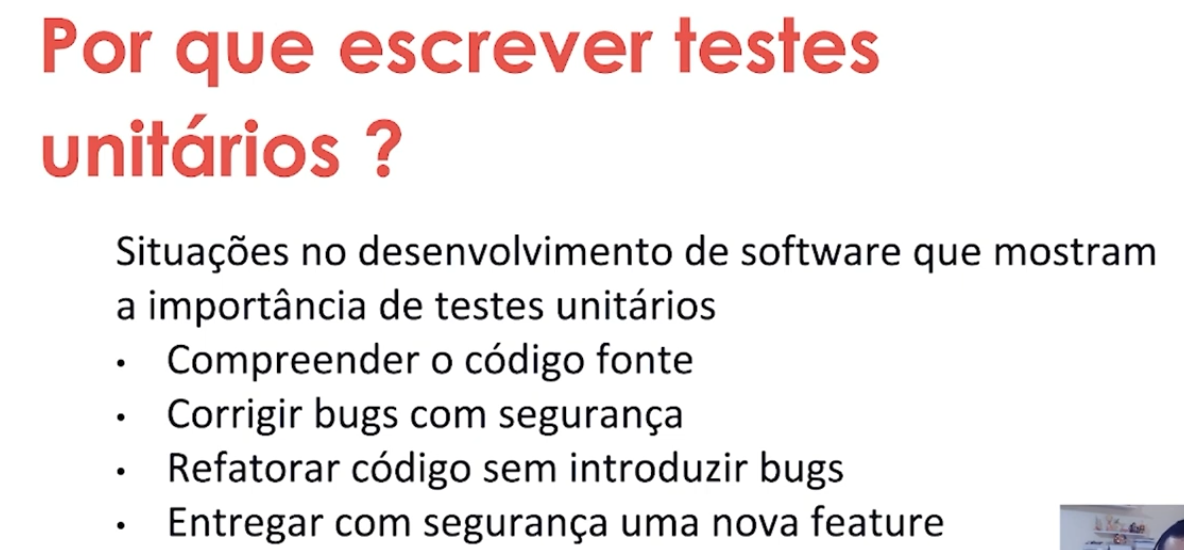 Por que escrever testes
unitários ?
Situações no desenvolvimento de software que mostram
a importância de testes unitários
• Compreender o código fonte
• Corrigir bugs com segurança
• Refatorar código sem introduzir bugs
• Entregar com segurança uma nova feature